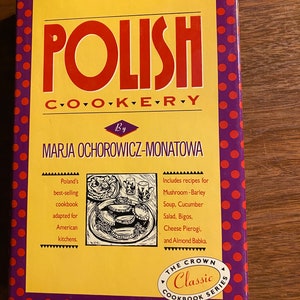 POLISH
C·O·O·K·E·R·Y
By
MARJA OCHOROWICZ-MONATOWA
Poland's
best-selling
cookbook
adapted for
American
kitchens.
Includes recipes for
Mushroom-Barley
Soup, Cucumber
Salad, Bigos,
Cheese Pierogi,
and Almond Babka.
THE CROWN
Classic
COOKBOOK SERIES